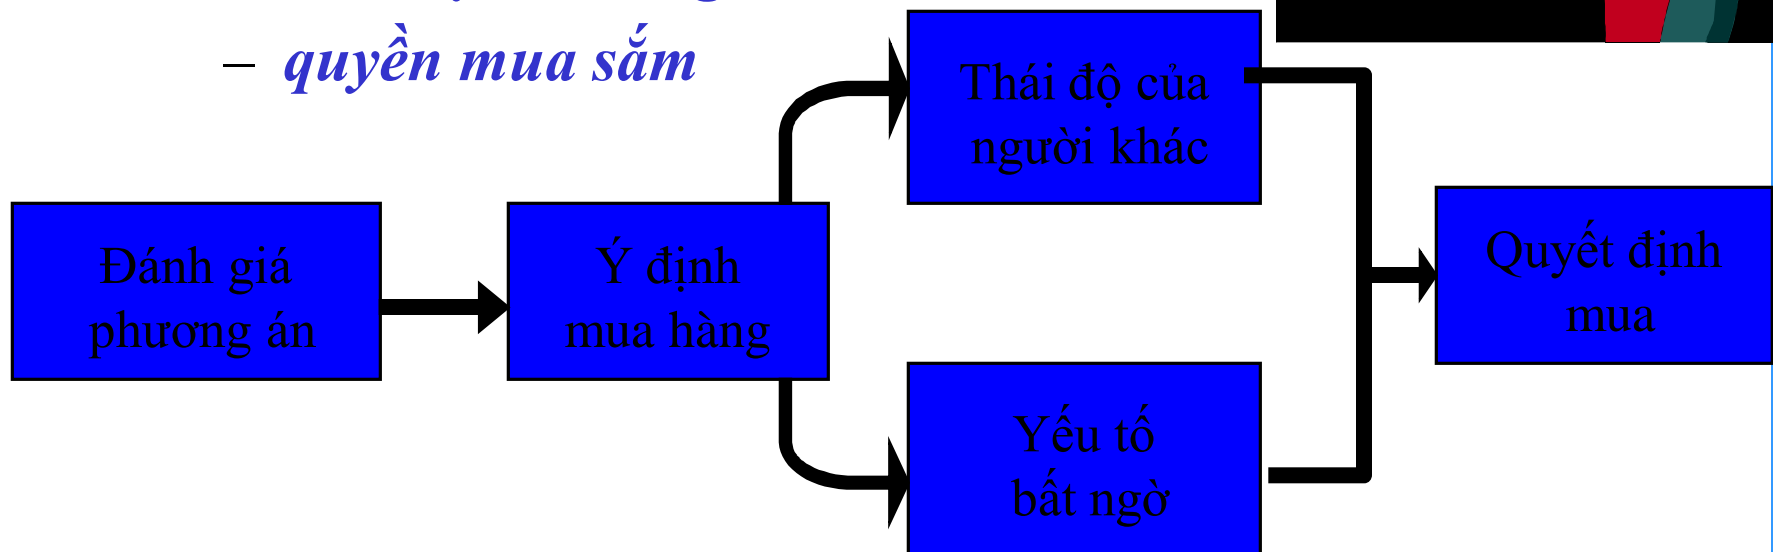 – quyền mua sắm
Thái độ của
người khác
Đánh giá
phương án
Ý định
mua hàng
Quyết định
mua
Yếu tố
bất ngờ